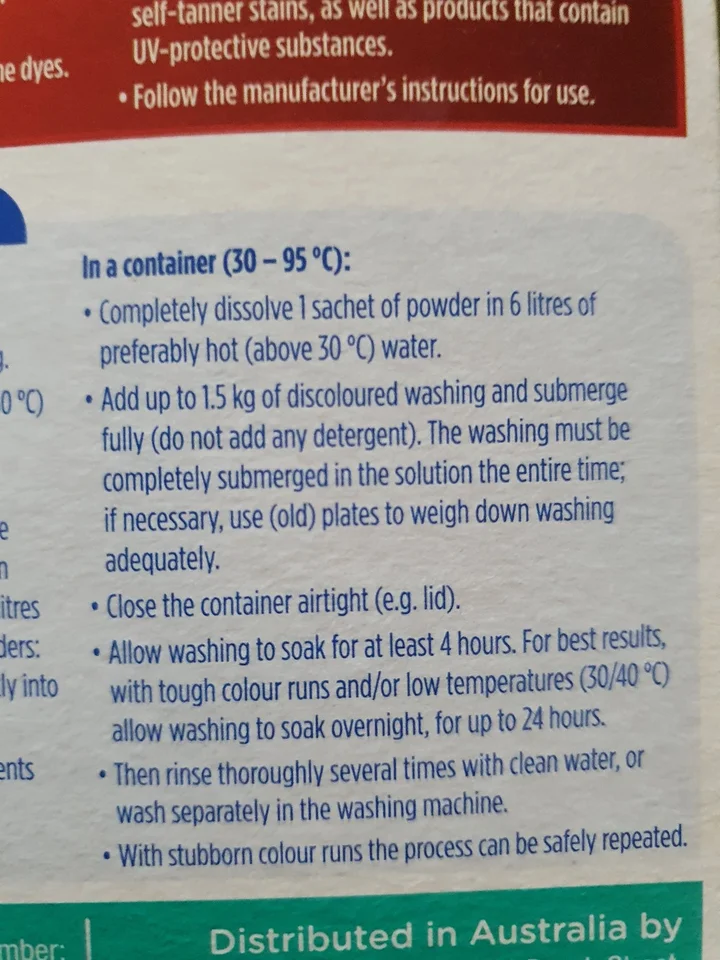 self-tanner stains, as well as products that contain
UV-protective substances.
dyes.
• Follow the manufacturer's instructions for use.
In a container (30 – 95 °C):
• Completely dissolve 1 sachet of powder in 6 litres of
preferably hot (above 30 °C) water.
0 °C)
• Add up to 1.5 kg of discoloured washing and submerge
fully (do not add any detergent). The washing must be
completely submerged in the solution the entire time;
if necessary, use (old) plates to weigh down washing
adequately.
itres
• Close the container airtight (e.g. lid).
ders:
• Allow washing to soak for at least 4 hours. For best results,
ly into
with tough colour runs and/or low temperatures (30/40 °C)
allow washing to soak overnight, for up to 24 hours.
ents
• Then rinse thoroughly several times with clean water, or
wash separately in the washing machine.
• With stubborn colour runs the process can be safely repeated.
mber:
Distributed in Australia by